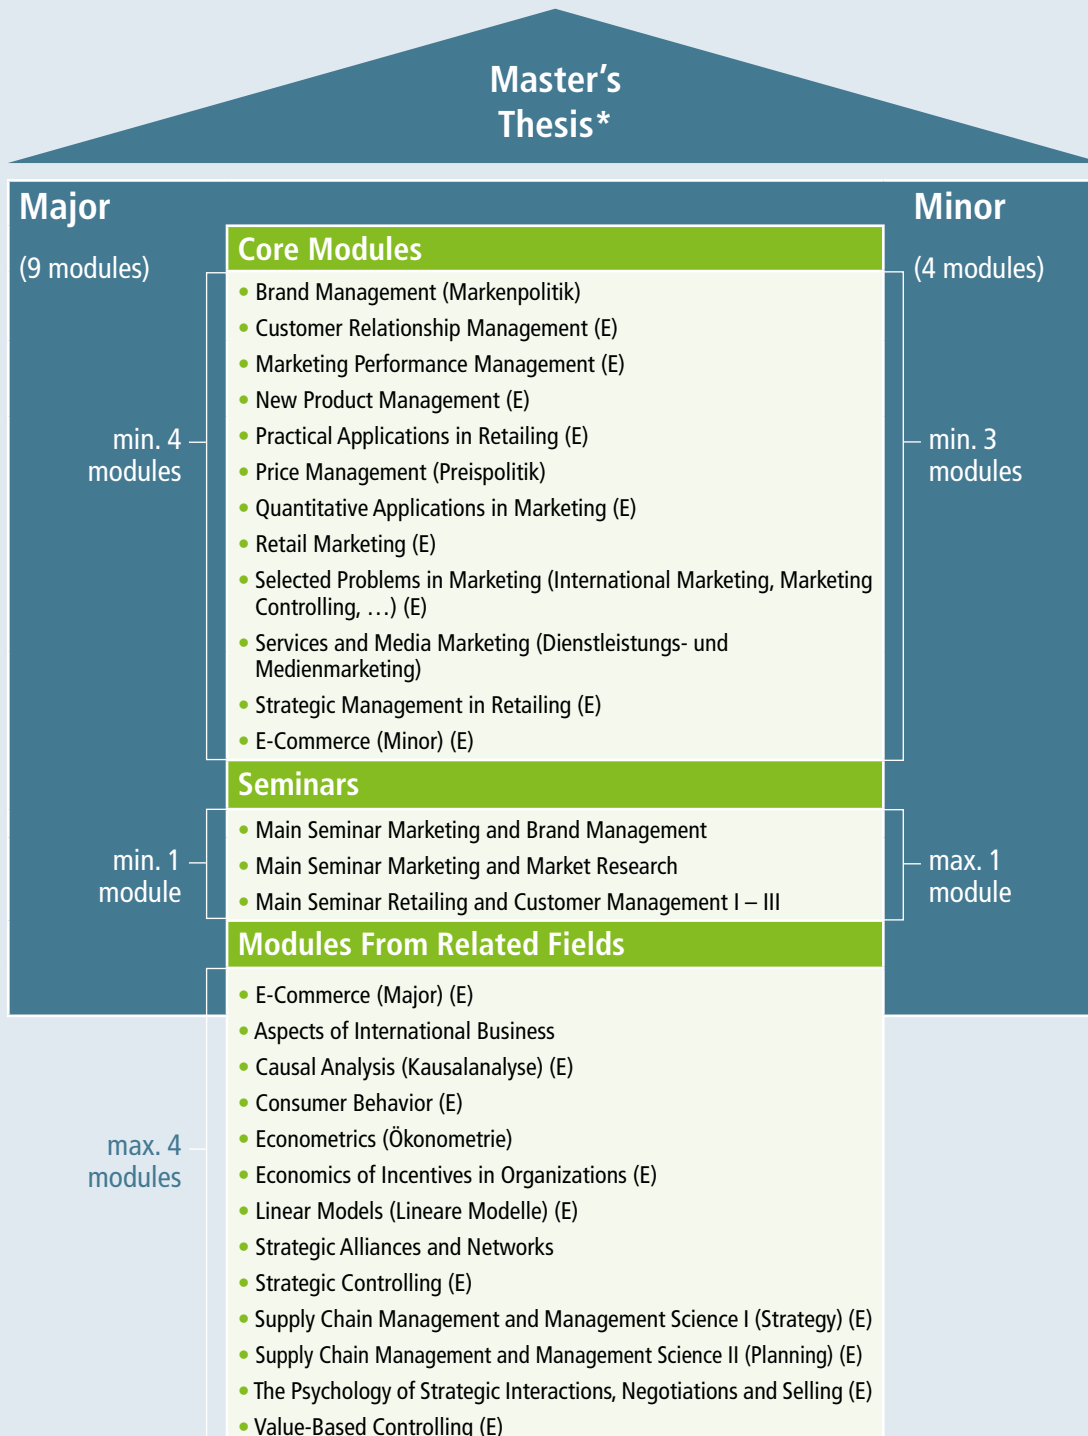 Master's
Thesis*
Major
Minor
(9 modules)
(4 modules)
Core Modules
• Brand Management (Markenpolitik)
• Customer Relationship Management (E)
• Marketing Performance Management (E)
• New Product Management (E)
• Practical Applications in Retailing (E)
• Price Management (Preispolitik)
• Quantitative Applications in Marketing (E)
• Retail Marketing (E)
• Selected Problems in Marketing (International Marketing, Marketing
Controlling, …) (E)
• Services and Media Marketing (Dienstleistungs- und
Medienmarketing)
• Strategic Management in Retailing (E)
• E-Commerce (Minor) (E)
min. 4
modules
min. 3
modules
Seminars
• Main Seminar Marketing and Brand Management
• Main Seminar Marketing and Market Research
• Main Seminar Retailing and Customer Management I – III
min. 1
module
max. 1
module
Modules From Related Fields
• E-Commerce (Major) (E)
• Aspects of International Business
• Causal Analysis (Kausalanalyse) (E)
• Consumer Behavior (E)
• Econometrics (Ökonometrie)
• Economics of Incentives in Organizations (E)
• Linear Models (Lineare Modelle) (E)
• Strategic Alliances and Networks
• Strategic Controlling (E)
• Supply Chain Management and Management Science I (Strategy) (E)
• Supply Chain Management and Management Science II (Planning) (E)
• The Psychology of Strategic Interactions, Negotiations and Selling (E)
• Value-Based Controlling (E)
max. 4
modules